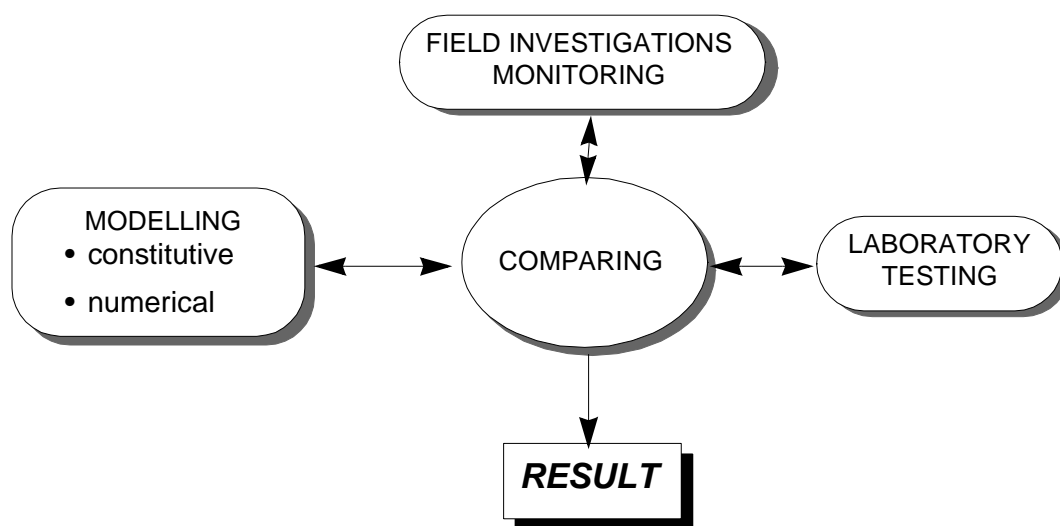 FIELD INVESTIGATIONS
MONITORING
MODELLING
• constitutive
• numerical
COMPARING
LABORATORY
TESTING
RESULT